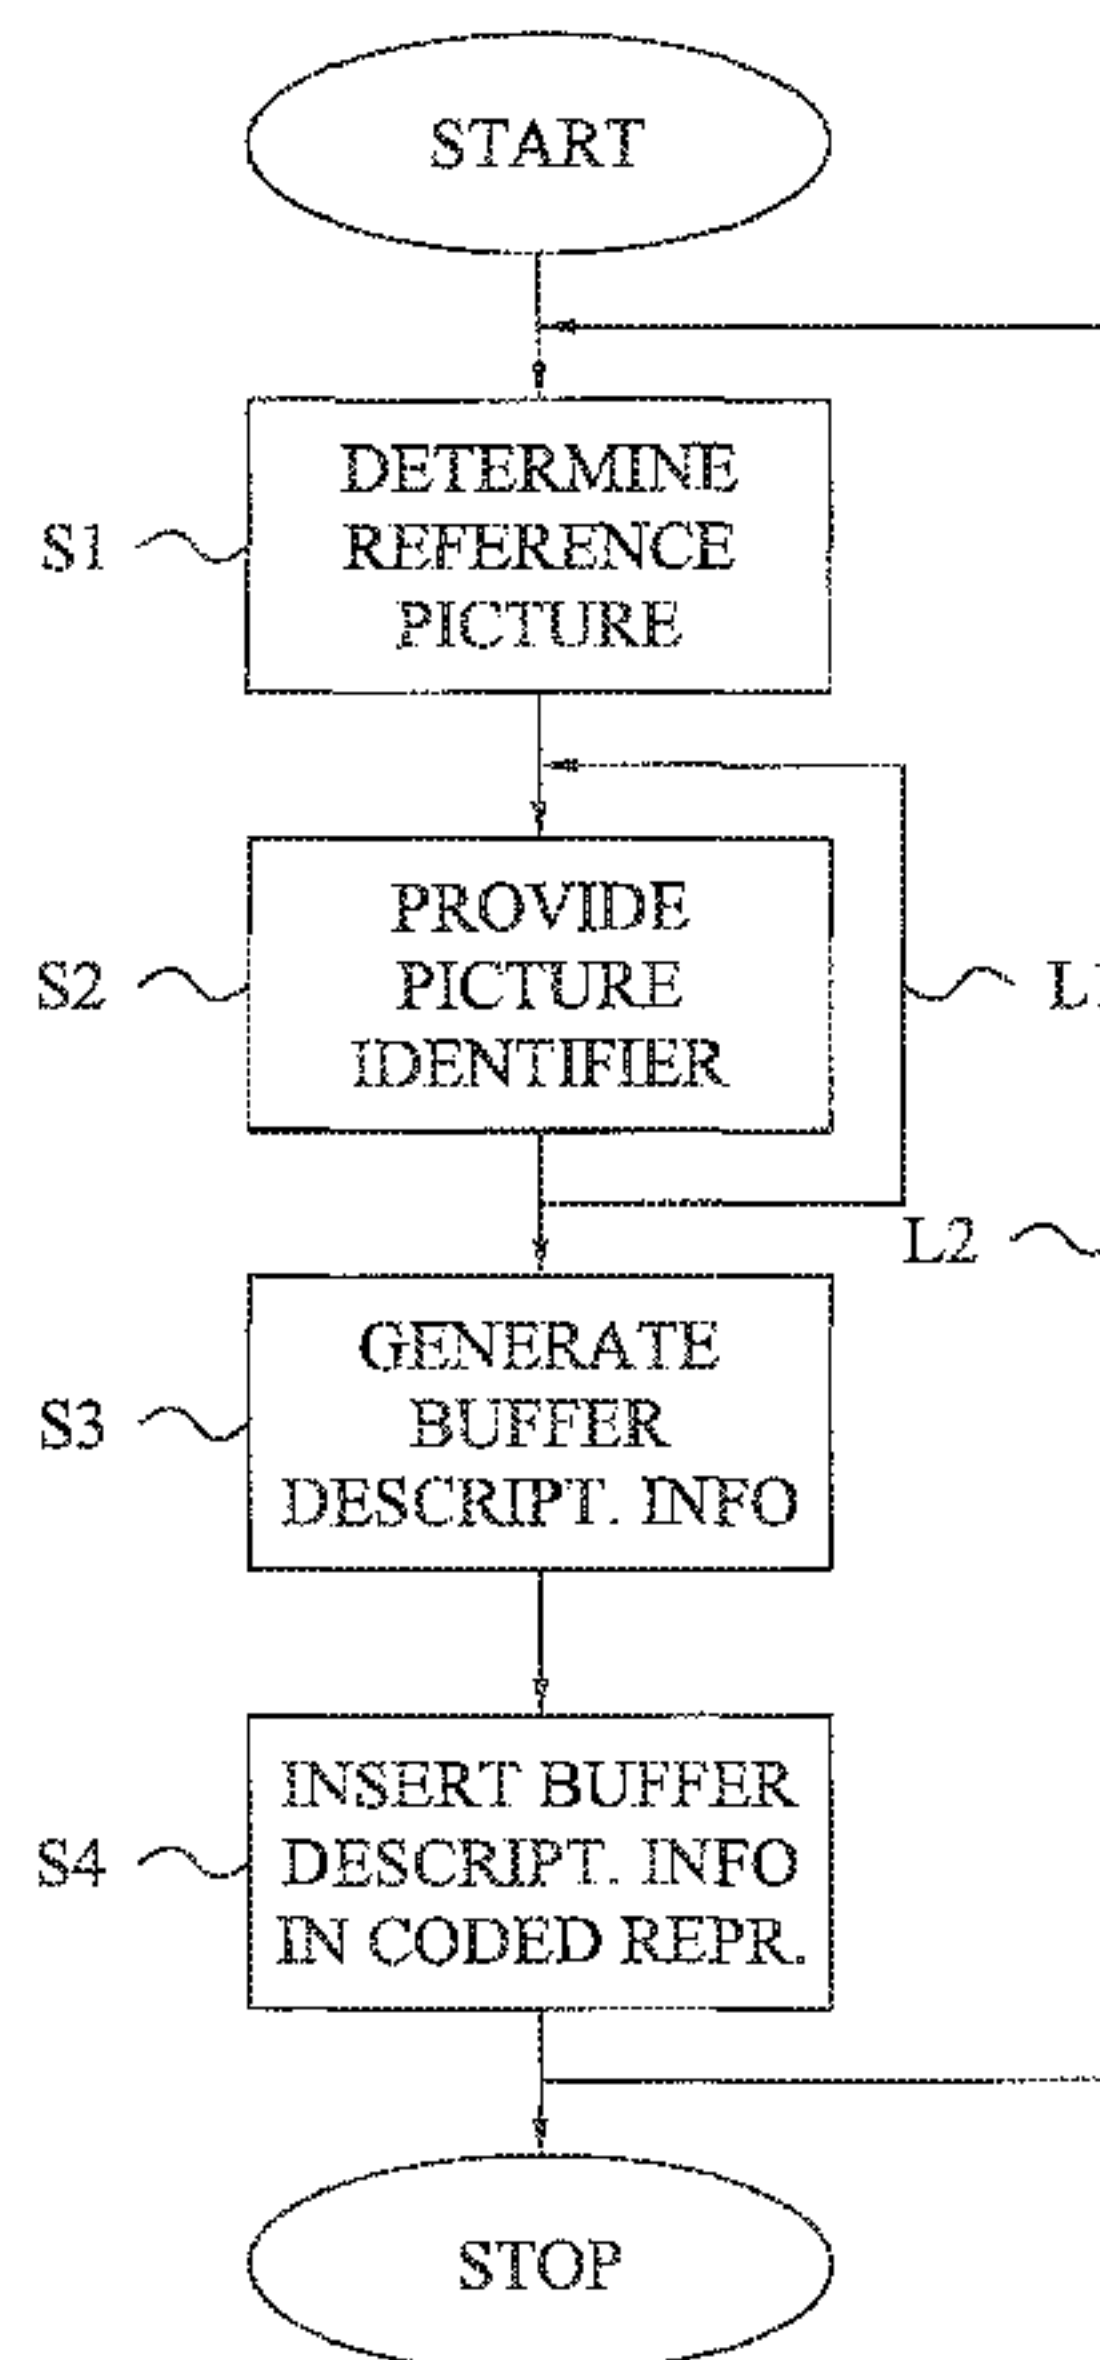 START
DETERMINE
REFERENCE
PICTURE
S1
PROVIDE
PICTURE
IDENTIFIER
S2
L1
L2
GENERATE
BUFFER
DESCRIPT. INFO
S3
INSERT BUFFER
DESCRIPT. INFO
IN CODED REPR.
S4
STOP